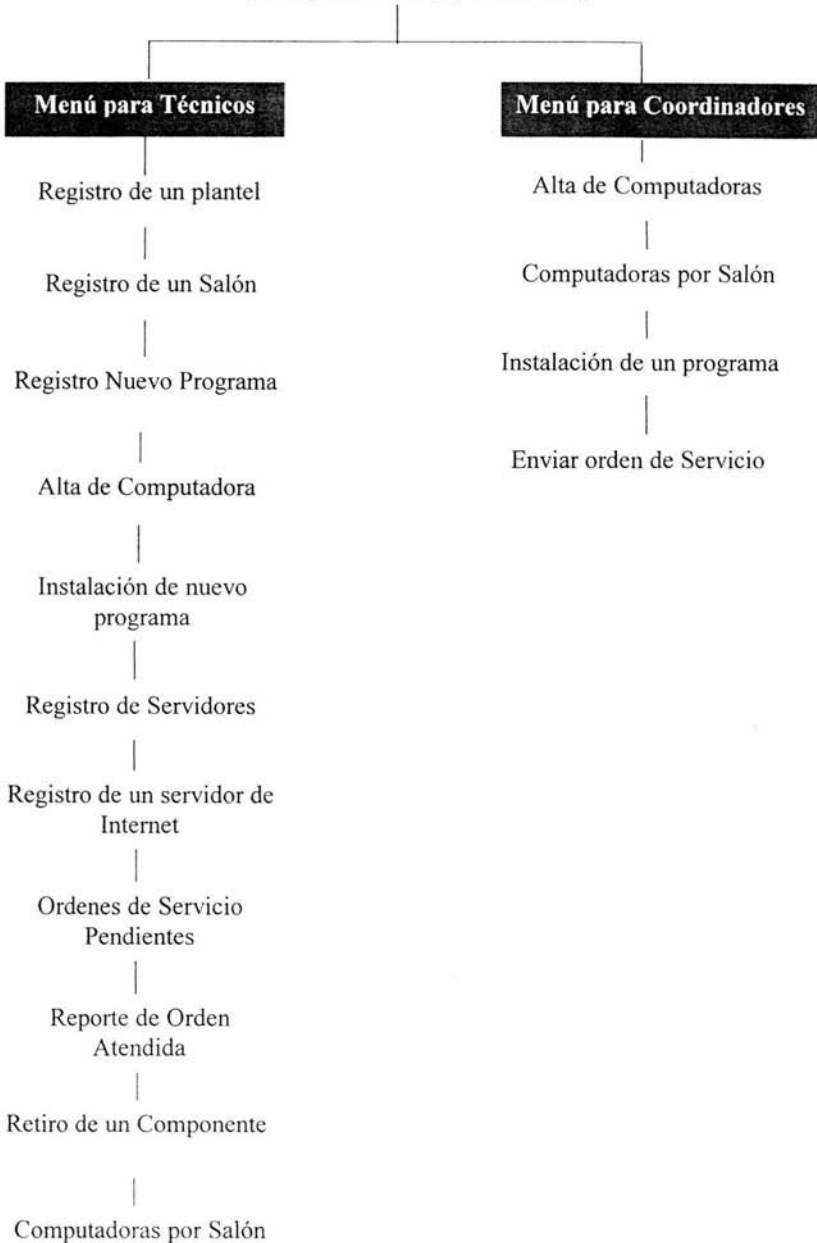 Menú para Técnicos
Registro de un plantel
Registro de un Salón
Registro Nuevo Programa
Alta de Computadora
Instalación de nuevo
programa
Registro de Servidores
Registro de un servidor de
Internet
Ordenes de Servicio
Pendientes
Reporte de Orden
Atendida
Retiro de un Componente
Computadoras por Salón
Menú para Coordinadores
Alta de Computadoras
Computadoras por Salón
Instalación de un programa
Enviar orden de Servicio